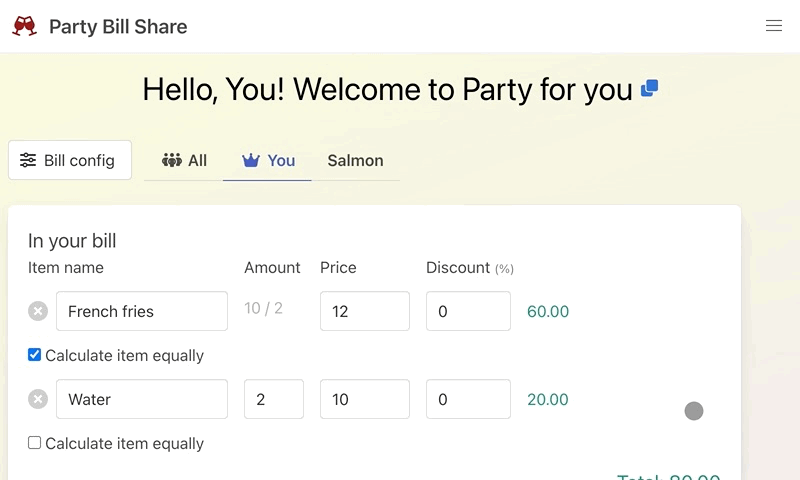 Party Bill Share
Hello, You! Welcome to Party for you
Bill config
All
You
Salmon
In your bill
Item name Amount Price Discount (%)
French fries 10 / 2 12 0 60.00
Calculate item equally
Water 2 10 0 20.00
Calculate item equally
Total: 80.00